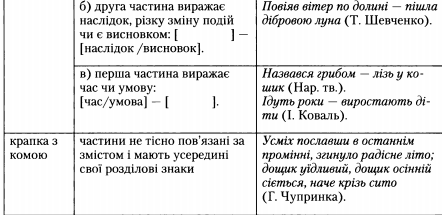 б) друга частина виражає
наслідок, різку зміну подій
чи є висновком: [ ] –
[наслідок /висновок].
Повіяв вітер по долині – пішла
дібровою луна (Т. Шевченко).
в) перша частина виражає
час чи умову:
[час/умова] – [ ].
Назвався грибом – лізь у ко-
шик (Нар. тв.).
Ідуть роки – виростають ді-
ти (І. Коваль).
крапка з
комою
частини не тісно пов'язані за
змістом і мають усередині
свої розділові знаки
Усміх пославши в останнім
промінні, згинуло радісне літо;
дощик уїдливий, дощик осінній
сіється, наче крізь сито
(Г. Чупринка).